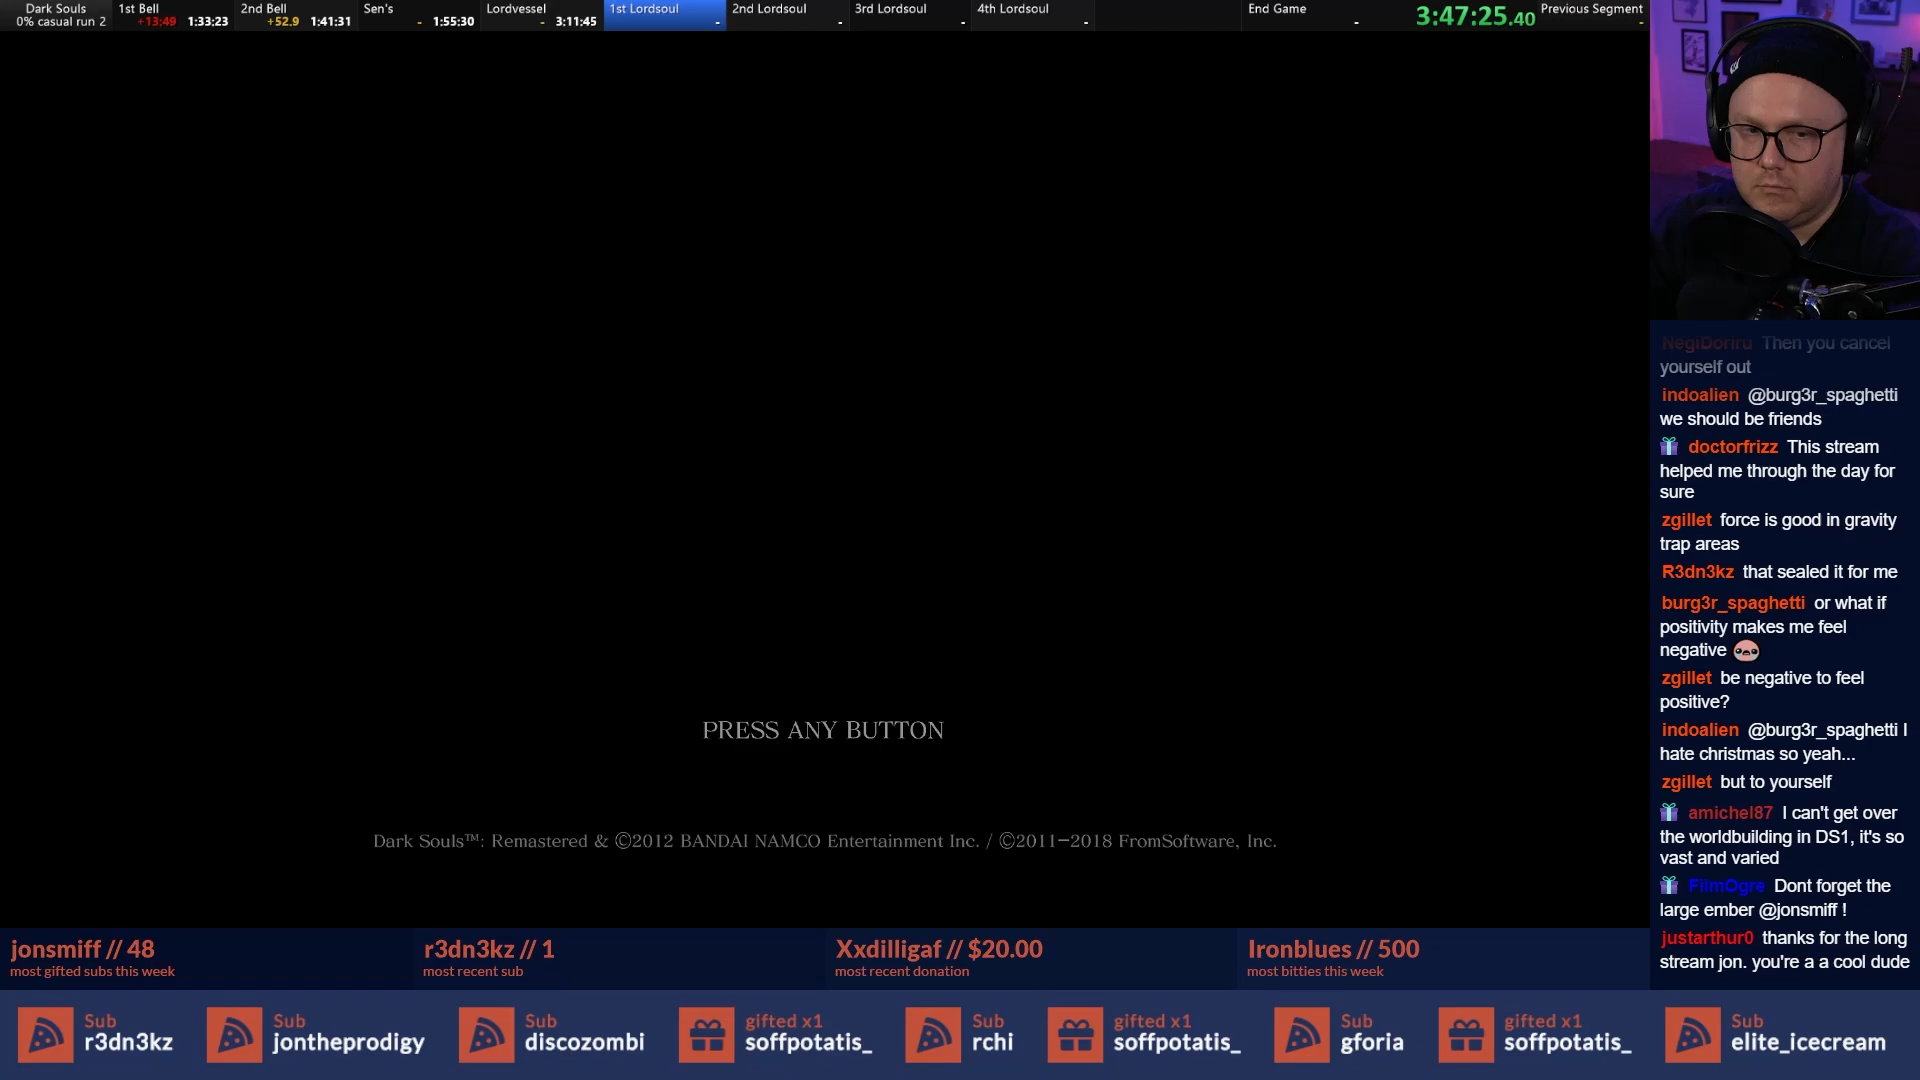 Dark Souls
0% casual run 2
1st Bell
+13:49 1:33:23
2nd Bell
+52.9 1:41:31
Sen's
- 1:55:30
Lordvessel
- 3:11:45
1st Lordsoul
-
2nd Lordsoul
-
3rd Lordsoul
-
4th Lordsoul
-
End Game
-
3:47:25.40
Previous Segment
-
NegiDoriru Then you cancel
yourself out
indoalien @burg3r_spaghetti
we should be friends
doctorfrizz This stream
helped me through the day for
sure
zgillet force is good in gravity
trap areas
R3dn3kz that sealed it for me
burg3r_spaghetti or what if
positivity makes me feel
negative
zgillet be negative to feel
positive?
indoalien @burg3r_spaghetti I
hate christmas so yeah...
zgillet but to yourself
amichel87 I can't get over
the worldbuilding in DS1, it's so
vast and varied
FilmOgre Dont forget the
large ember @jonsmiff !
justarthur0 thanks for the long
stream jon. you're a a cool dude
PRESS ANY BUTTON
Dark Souls™: Remastered & ©2012 BANDAI NAMCO Entertainment Inc. / ©2011–2018 FromSoftware, Inc.
jonsmiff // 48
most gifted subs this week
r3dn3kz // 1
most recent sub
Xxdilligaf // $20.00
most recent donation
Ironblues // 500
most bitties this week
Sub
r3dn3kz
Sub
jontheprodigy
Sub
discozombi
gifted x1
soffpotatis_
Sub
rchi
gifted x1
soffpotatis_
Sub
gforia
gifted x1
soffpotatis_
Sub
elite_icecream